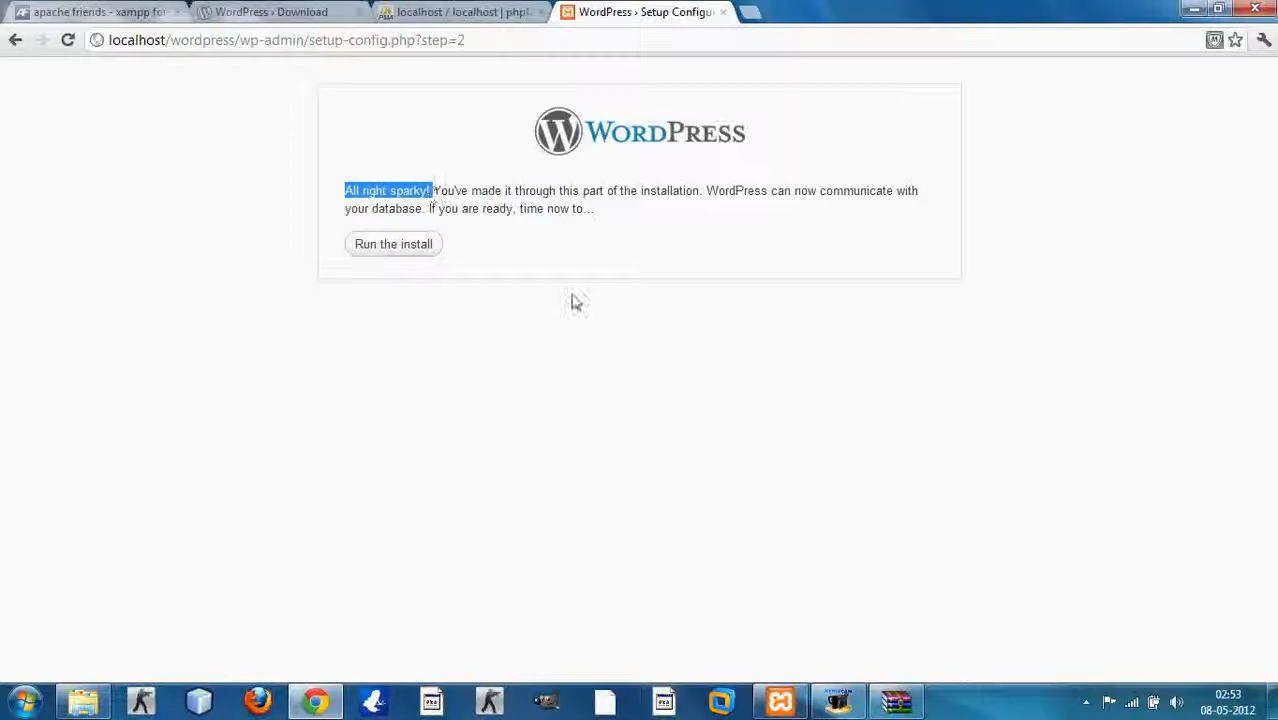 apache friends - xampp for
WordPress › Download
localhost / localhost | phpl
WordPress › Setup Configu
localhost/wordpress/wp-admin/setup-config.php?step=2
WORDPRESS
All right sparky! You've made it through this part of the installation. WordPress can now communicate with
your database. If you are ready, time now to…
Run the install
02:53
08-05-2012